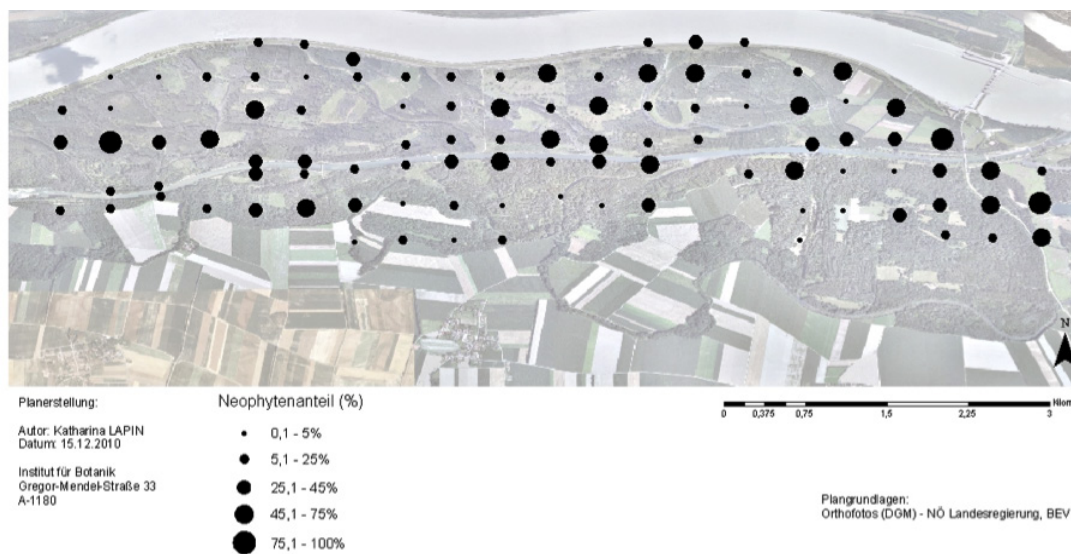 N
Planerstellung:
Autor: Katharina LAPIN
Datum: 15.12.2010
Institut für Botanik
Gregor-Mendel-Straße 33
A-1180
Neophytenanteil (%)
0,1 - 5%
5,1 - 25%
25,1 - 45%
45,1 - 75%
75,1 - 100%
0 0,375 0,75 1,5 2,25 3
Plangrundlagen:
Orthofotos (DGM) - NÖ Landesregierung, BEV